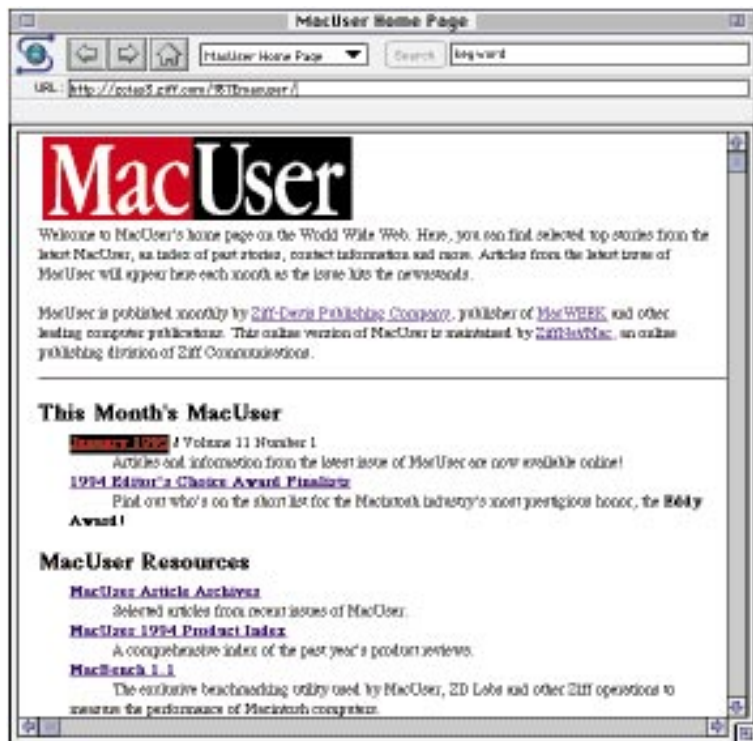 MacUser Home Page
MacUser Home Page Search keyword
URL: http://zcias3.ziff.com/%7Emacuser/
MacUser
Welcome to MacUser's home page on the World Wide Web. Here, you can find selected top stories from the
latest MacUser, an index of past stories, contact information and more. Articles from the latest issue of
MacUser will appear here each month as the issue hits the newsstands.
MacUser is published monthly by Ziff-Davis Publishing Company, publisher of MacWEEK and other
leading computer publications. This online version of MacUser is maintained by ZiffNet/Mac, an online
publishing division of Ziff Communications.
This Month's MacUser
January 1995 / Volume 11 Number 1
Articles and information from the latest issue of MacUser are now available online!
1994 Editor's Choice Award Finalists
Find out who's on the short list for the Macintosh industry's most prestigious honor, the Eddy
Award!
MacUser Resources
MacUser Article Archives
Selected articles from recent issues of MacUser.
MacUser 1994 Product Index
A comprehensive index of the past year's product reviews.
MacBench 1.1
The exclusive benchmarking utility used by MacUser, ZD Labs and other Ziff operations to
measure the performance of Macintosh computers.